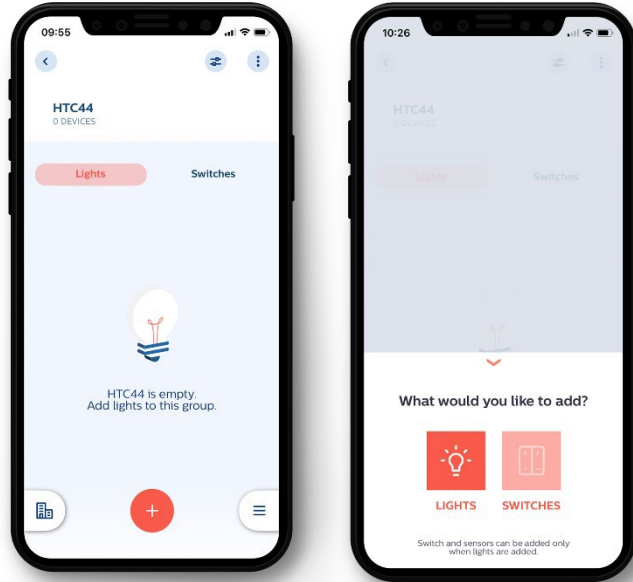 09:55
HTC44
0 DEVICES
Lights
Switches
HTC44 is empty.
Add lights to this group.
10:26
HTC44
0 DEVICES
Lights
Switches
What would you like to add?
LIGHTS
SWITCHES
Switch and sensors can be added only
when lights are added.